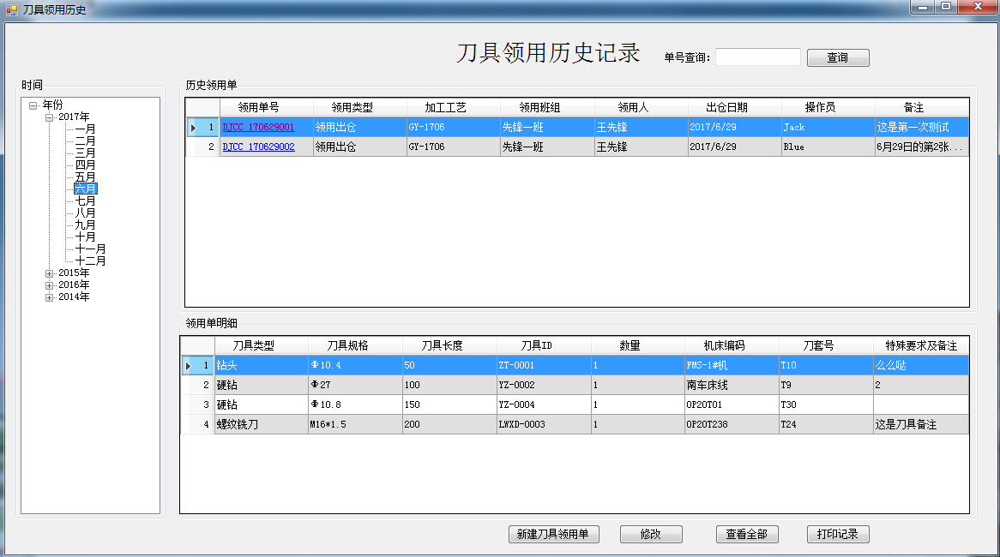 刀具领用历史
刀具领用历史记录 单号查询: 查询
时间
年份
2017年
一月
二月
三月
四月
五月
六月
七月
八月
九月
十月
十一月
十二月
2015年
2016年
2014年
历史领用单
领用单号 领用类型 加工工艺 领用班组 领用人 出仓日期 操作员 备注
1 DJCC_170629001 领用出仓 GY-1706 先锋一班 王先锋 2017/6/29 Jack 这是第一次测试
2 DJCC_170629002 领用出仓 GY-1706 先锋一班 王先锋 2017/6/29 Blue 6月29日的第2张...
领用单明细
刀具类型 刀具规格 刀具长度 刀具ID 数量 机床编码 刀套号 特殊要求及备注
1 钻头 Φ10.4 50 ZT-0001 1 FMS-1#机 T10 么么哒
2 硬钻 Φ27 100 YZ-0002 1 南车床线 T9 2
3 硬钻 Φ10.8 150 YZ-0004 1 OP20T01 T30
4 螺纹铣刀 M16*1.5 200 LWXD-0003 1 OP20T238 T24 这是刀具备注
新建刀具领用单 修改 查看全部 打印记录